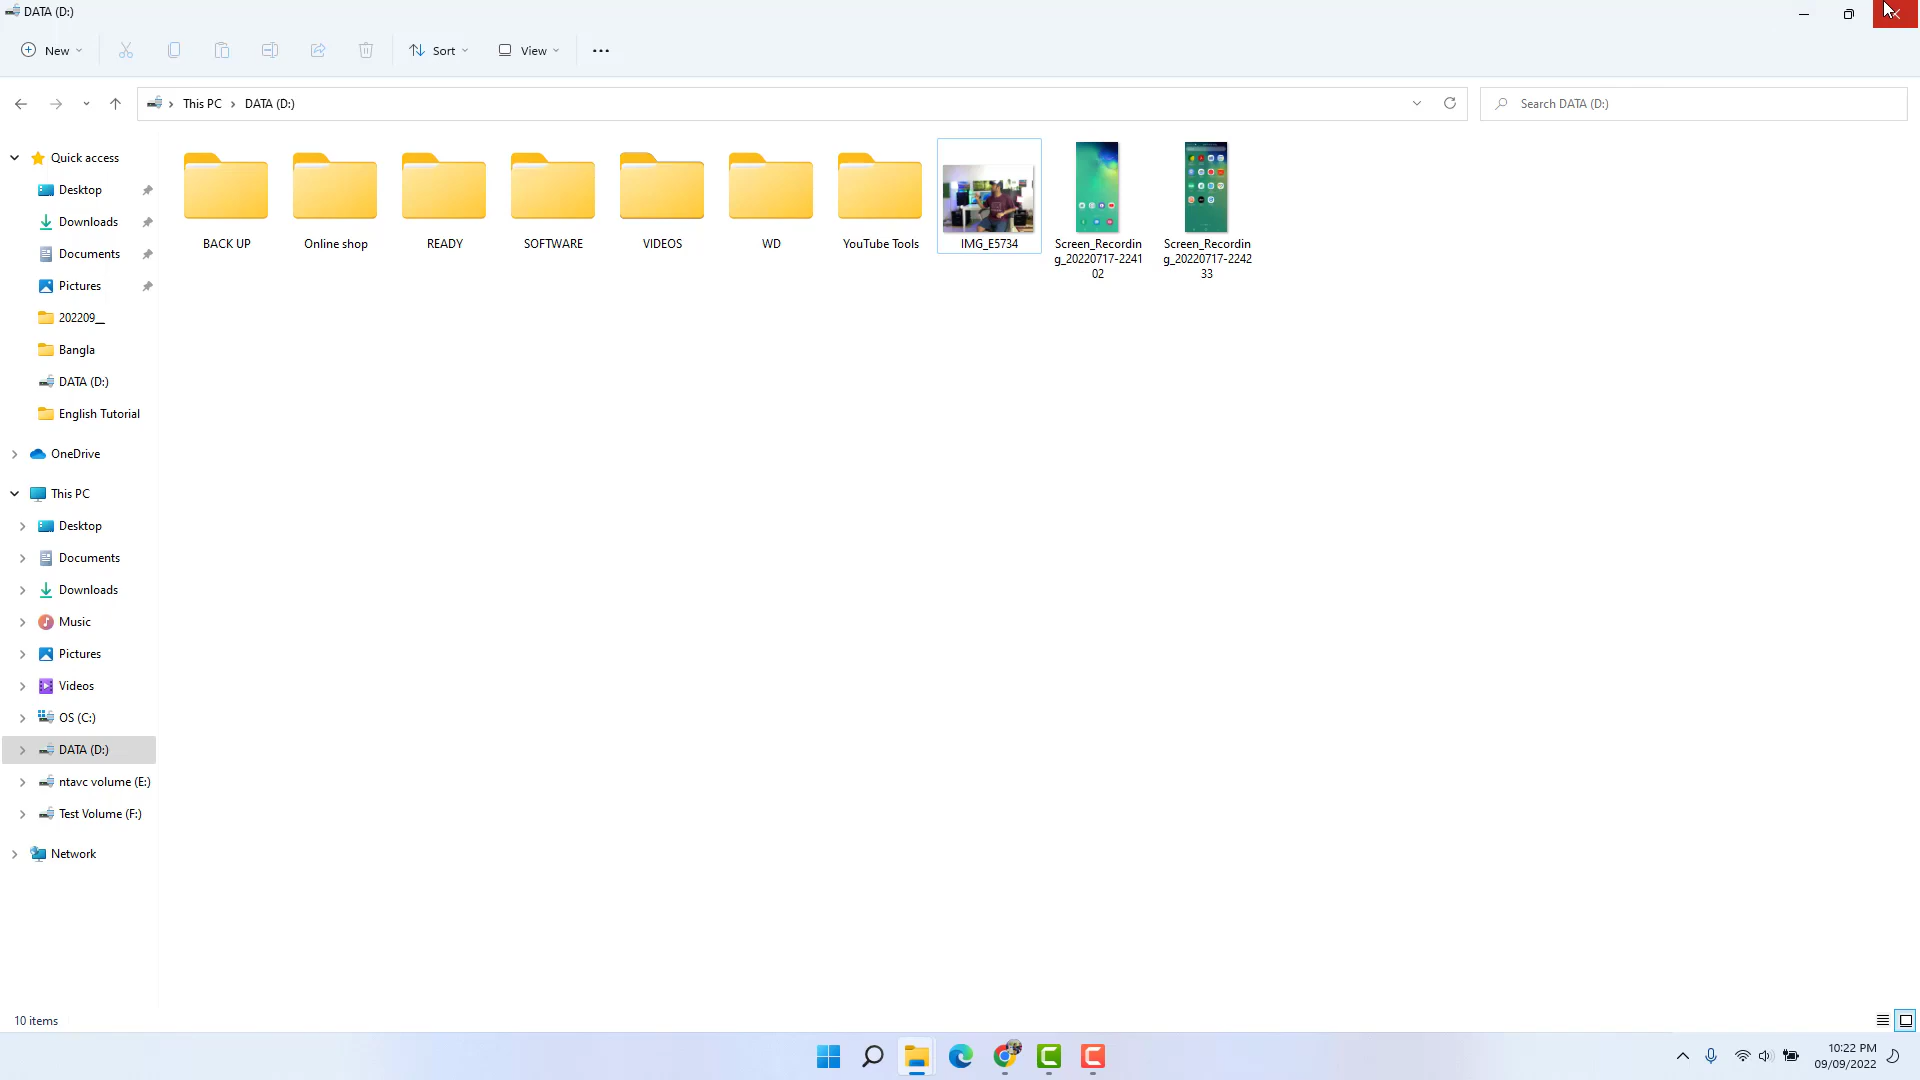 DATA (D:)
New
Sort
View
This PC
DATA (D:)
Search DATA (D:)
Quick access
Desktop
Downloads
Documents
Pictures
202209__
Bangla
DATA (D:)
English Tutorial
OneDrive
This PC
Desktop
Documents
Downloads
Music
Pictures
Videos
OS (C:)
DATA (D:)
ntavc volume (E:)
Test Volume (F:)
Network
BACK UP
Online shop
READY
SOFTWARE
VIDEOS
WD
YouTube Tools
IMG_E5734
Screen_Recordin
g_20220717-2241
02
Screen_Recordin
g_20220717-2242
33
10 items
10:22 PM
09/09/2022